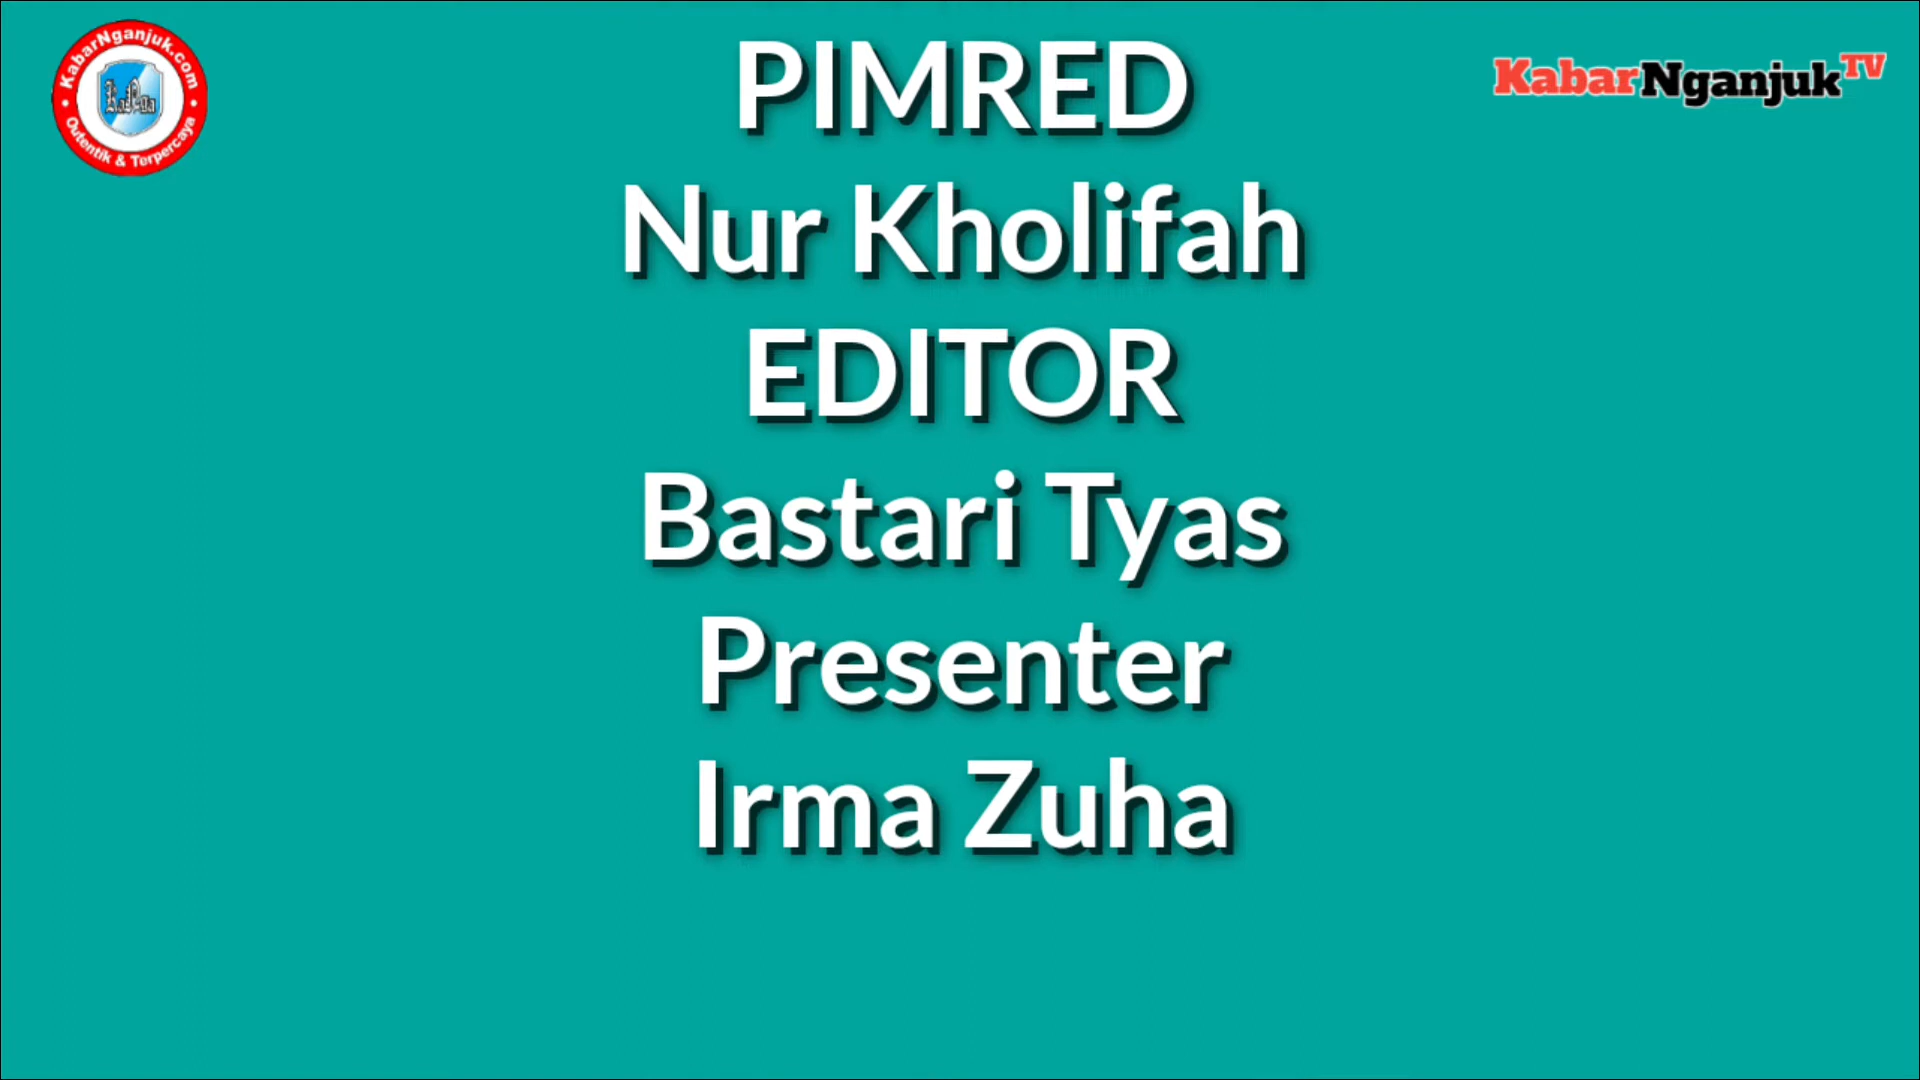 KabarNganjuk.com
Outentik & Terpercaya
KabarNganjukTV
PIMRED
Nur Kholifah
EDITOR
Bastari Tyas
Presenter
Irma Zuha